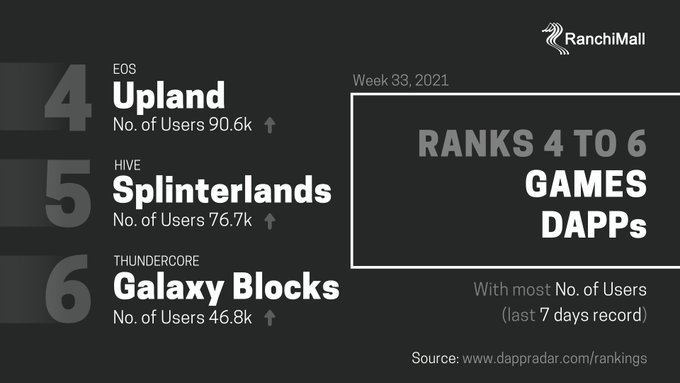 RanchiMall
Week 33, 2021
RANKS 4 TO 6
GAMES
DAPPs
4
EOS
Upland
No. of Users 90.6k
5
HIVE
Splinterlands
No. of Users 76.7k
6
THUNDERCORE
Galaxy Blocks
No. of Users 46.8k
With most No. of Users
(last 7 days record)
Source: www.dappradar.com/rankings